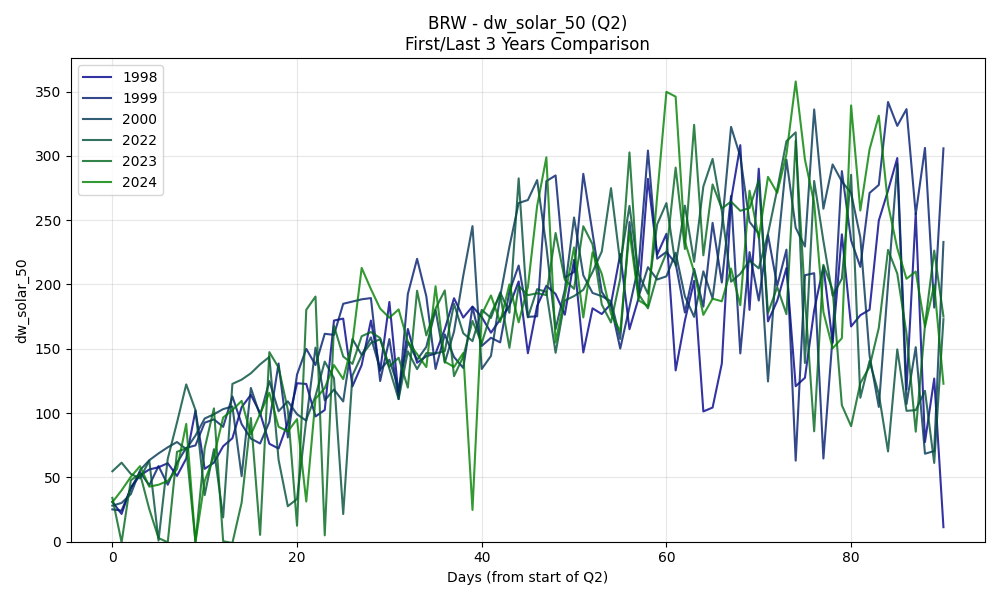 BRW - dw_solar_50 (Q2)
First/Last 3 Years Comparison
1998
1999
2000
2022
2023
2024
350
300
250
200
150
100
50
0
dw_solar_50
0 20 40 60 80
Days (from start of Q2)